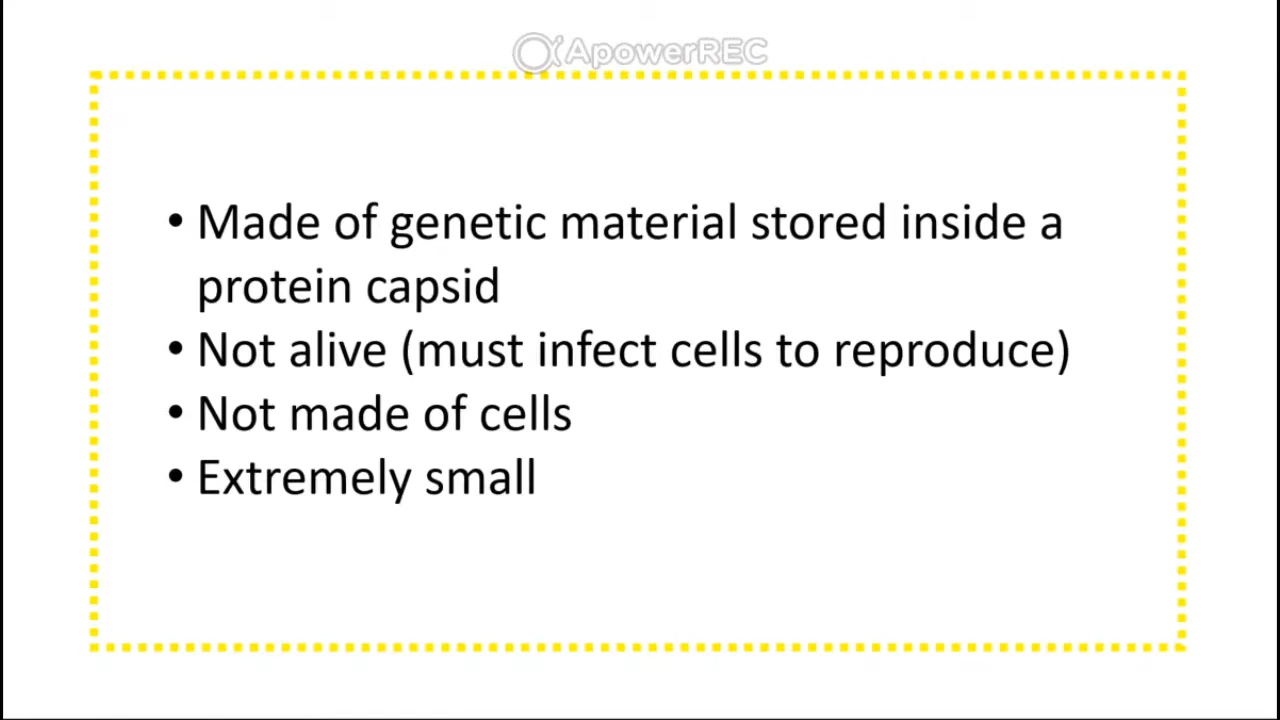 ApowerREC
• Made of genetic material stored inside a
protein capsid
• Not alive (must infect cells to reproduce)
• Not made of cells
• Extremely small